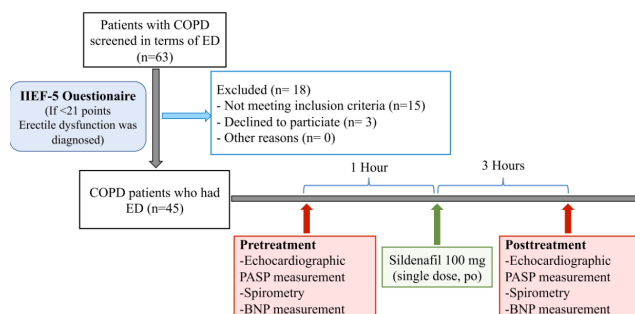 Patients with COPD
screened in terms of ED
(n=63)
IIEF-5 Ouestionaire
(If <21 points
Erectile dysfunction was
diagnosed)
Excluded (n= 18)
- Not meeting inclusion criteria (n=15)
- Declined to particiate (n= 3)
- Other reasons (n= 0)
COPD patients who had
ED (n=45)
1 Hour
3 Hours
Pretreatment
-Echocardiographic
PASP measurement
-Spirometry
-BNP measurement
Sildenafil 100 mg
(single dose, po)
Posttreatment
-Echocardiographic
PASP measurement
-Spirometry
-BNP measurement